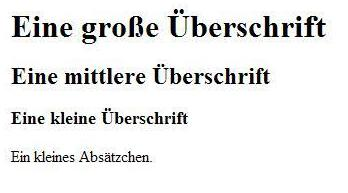 Eine große Überschrift
Eine mittlere Überschrift
Eine kleine Überschrift
Ein kleines Absätzchen.